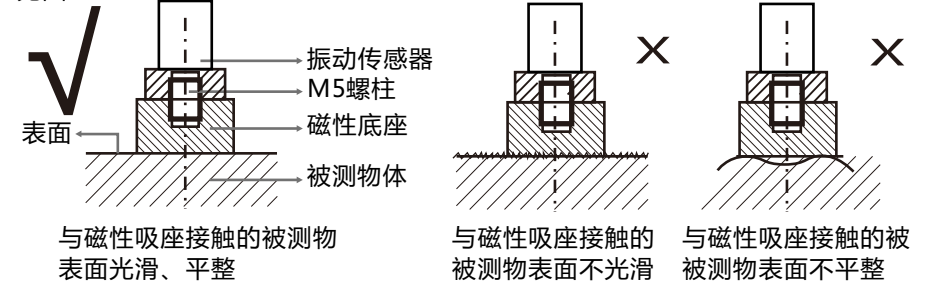 振动传感器
M5螺柱
磁性底座
表面
被测物体
与磁性吸座接触的被测物
表面光滑、平整
与磁性吸座接触的
被测物表面不光滑
与磁性吸座接触的被
被测物表面不平整